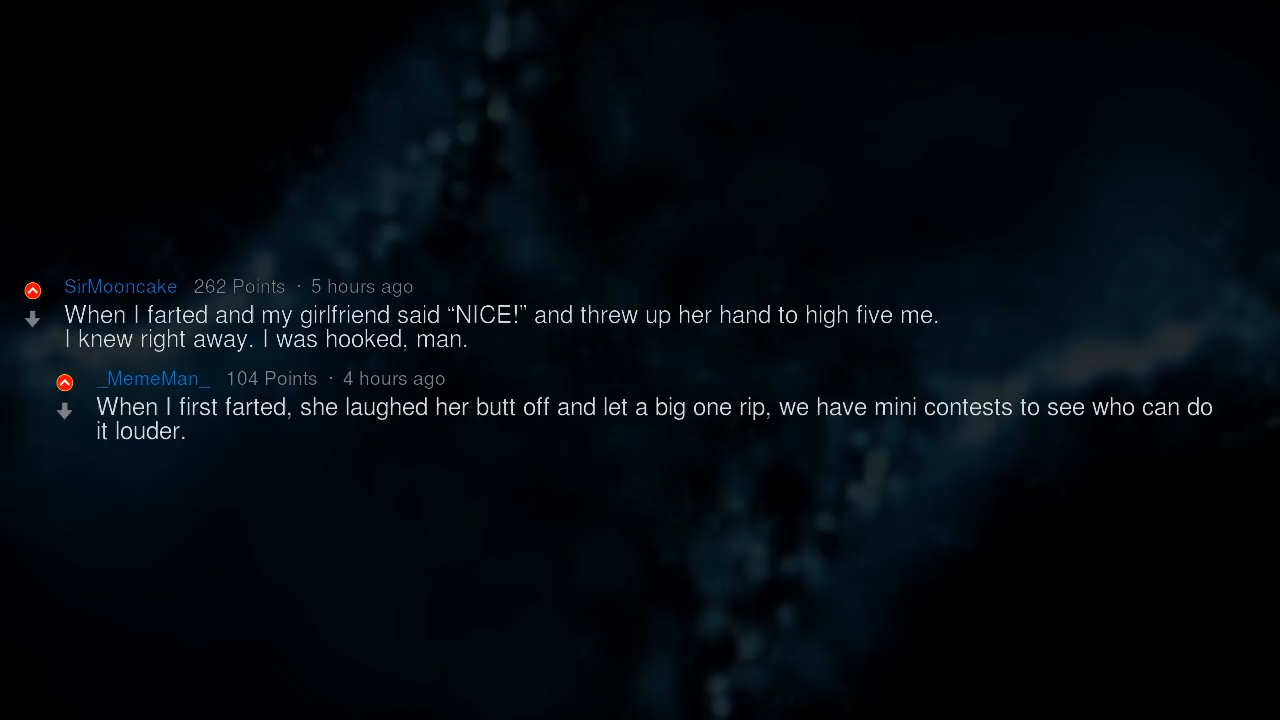 SirMooncake 262 Points · 5 hours ago
When I farted and my girlfriend said “NICE!” and threw up her hand to high five me.
I knew right away. I was hooked, man.
_MemeMan_ 104 Points · 4 hours ago
When I first farted, she laughed her butt off and let a big one rip, we have mini contests to see who can do
it louder.